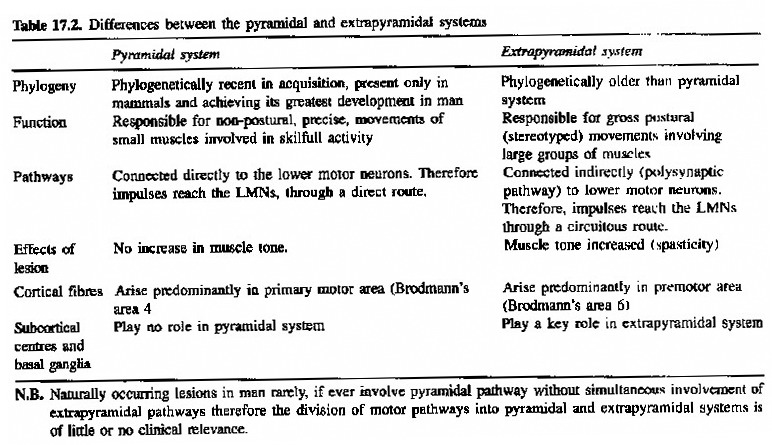 Table 17.2. Differences between the pyramidal and extrapyramidal systems
Pyramidal system
Extrapyramidal system
Phylogeny
Phylogenetically recent in acquisition, present only in
mammals and achieving its greatest development in man
Phylogenetically older than pyramidal
system
Function
Responsible for non-postural, precise, movements of
small muscles involved in skilfull activity
Responsible for gross postural
(stereotyped) movements involving
large groups of muscles
Pathways
Connected directly to the lower motor neurons. Therefore
impulses reach the LMNs, through a direct route.
Connected indirectly (polysynaptic
pathway) to lower motor neurons.
Therefore, impulses reach the LMNs
through a circuitous route.
Effects of
lesion
No increase in muscle tone.
Muscle tone increased (spasticity)
Cortical fibres
Arise predominantly in primary motor area (Brodmann's
area 4
Arise predominantly in premotor area
(Brodmann's area 6)
Subcortical
centres and
basal ganglia
Play no role in pyramidal system
Play a key role in extrapyramidal system
N.B. Naturally occurring lesions in man rarely, if ever involve pyramidal pathway without simultaneous involvement of
extrapyramidal pathways therefore the division of motor pathways into pyramidal and extrapyramidal systems is
of little or no clinical relevance.